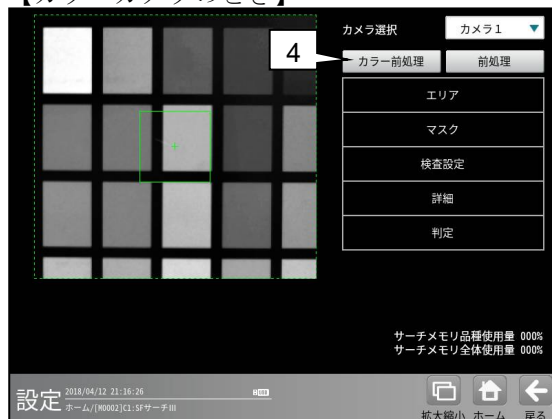 【カラーカメラのとき】
カメラ選択
カメラ1
4
カラー前処理
前処理
エリア
マスク
検査設定
詳細
判定
サーチメモリ品種使用量 000%
サーチメモリ全体使用量 000%
設定
2018/04/12 21:16:26
ホーム/[M0002]C1:SFサーチIII
拡大縮小
ホーム
戻る